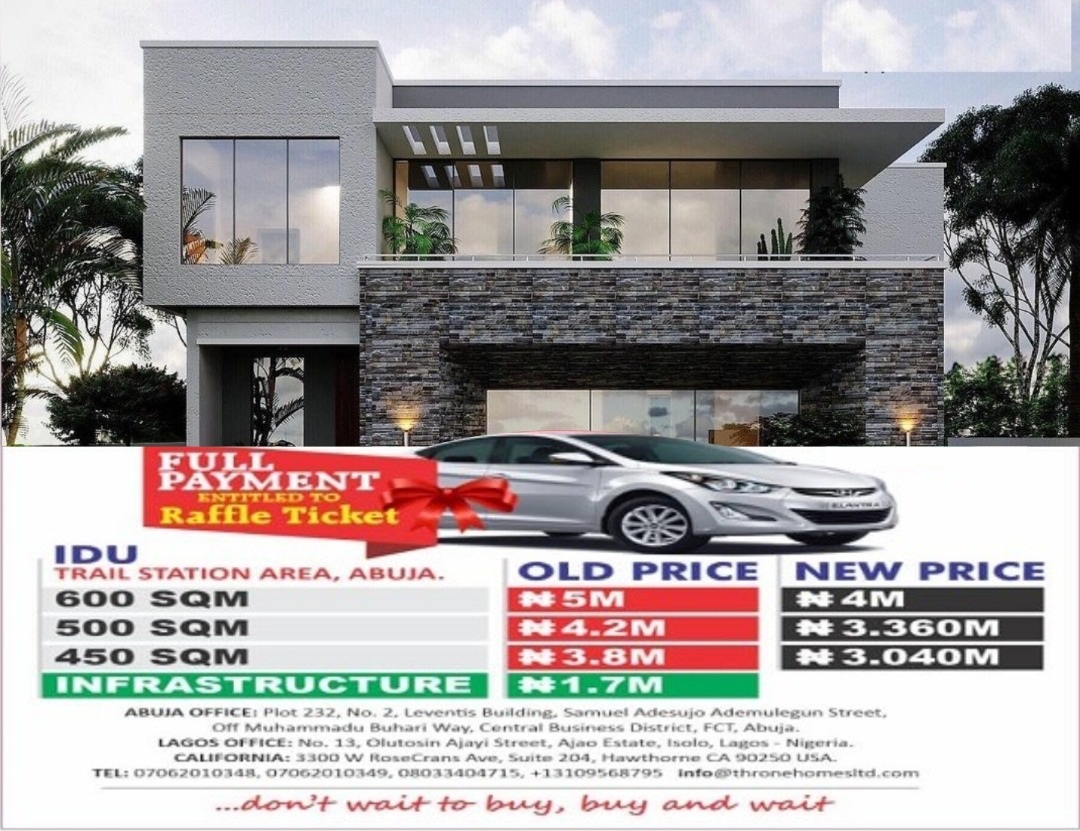 FULL
PAYMENT
ENTITLED TO
Raffle Ticket
ELANTRA
IDU
TRAIL STATION AREA, ABUJA.
OLD PRICE
NEW PRICE
600 SQM
₦ 5M
₦ 4M
500 SQM
₦ 4.2M
₦ 3.360M
450 SQM
₦ 3.8M
₦ 3.040M
INFRASTRUCTURE
₦1.7M
ABUJA OFFICE: Plot 232, No. 2, Leventis Building, Samuel Adesujo Ademulegun Street,
Off Muhammadu Buhari Way, Central Business District, FCT, Abuja.
LAGOS OFFICE: No. 13, Olutosin Ajayi Street, Ajao Estate, Isolo, Lagos - Nigeria.
CALIFORNIA: 3300 W RoseCrans Ave, Suite 204, Hawthorne CA 90250 USA.
TEL: 07062010348, 07062010349, 08033404715, +13109568795 info@thronehomesltd.com
...don't wait to buy, buy and wait